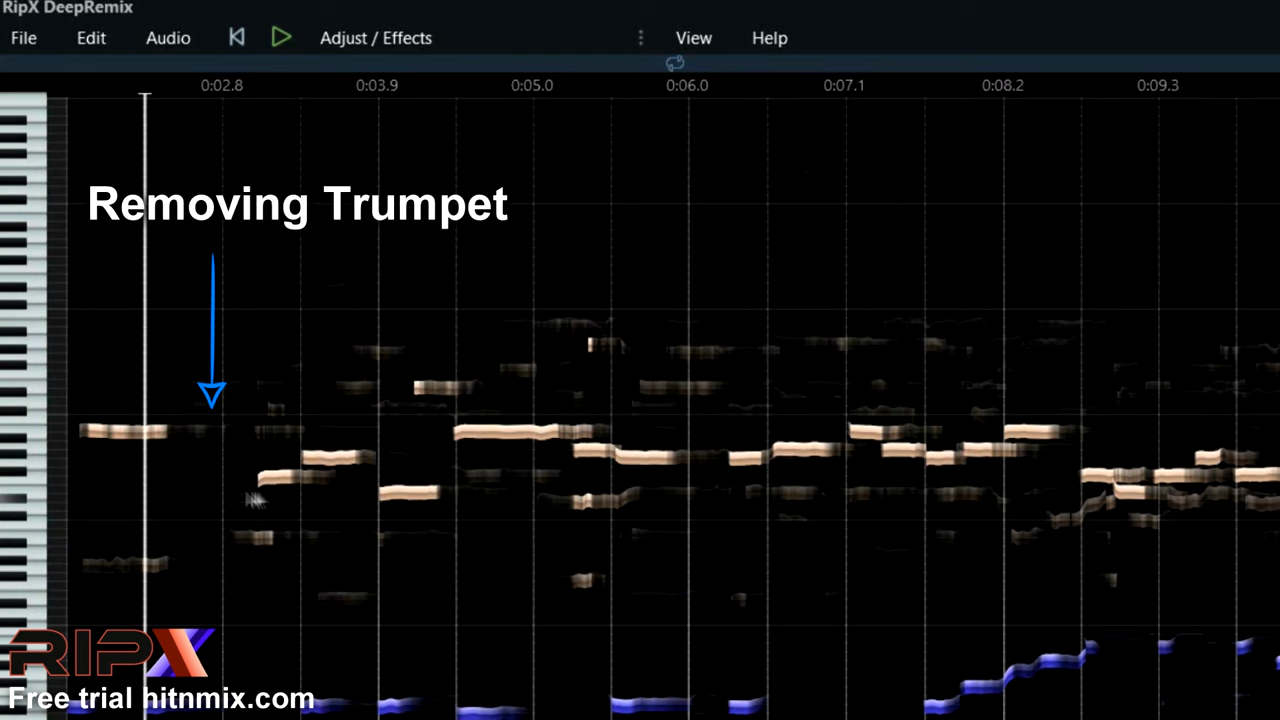 RipX DeepRemix
File Edit Audio Adjust / Effects View Help
0:02.8 0:03.9 0:05.0 0:06.0 0:07.1 0:08.2 0:09.3
Removing Trumpet
RIPX
Free trial hitnmix.com